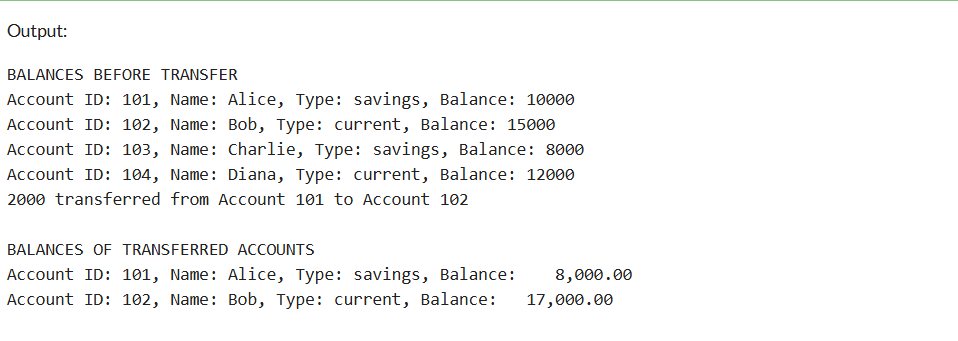 Output:
BALANCES BEFORE TRANSFER
Account ID: 101, Name: Alice, Type: savings, Balance: 10000
Account ID: 102, Name: Bob, Type: current, Balance: 15000
Account ID: 103, Name: Charlie, Type: savings, Balance: 8000
Account ID: 104, Name: Diana, Type: current, Balance: 12000
2000 transferred from Account 101 to Account 102
BALANCES OF TRANSFERRED ACCOUNTS
Account ID: 101, Name: Alice, Type: savings, Balance:    8,000.00
Account ID: 102, Name: Bob, Type: current, Balance:   17,000.00